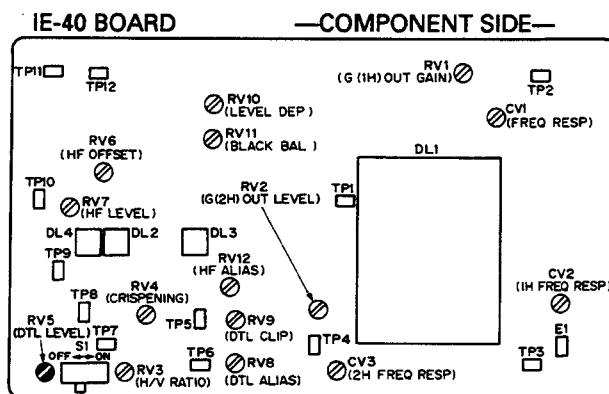 IE-40 BOARD —COMPONENT SIDE—
TP11
TP12
RV10
(LEVEL DEP)
RV11
(BLACK BAL)
RV1
(G(1H)OUT GAIN)
TP2
CV1
(FREQ RESP)
RV6
(HF OFFSET)
TP10
RV7
(HF LEVEL)
RV2
(G(2H)OUT LEVEL)
TP1
DL1
DL4
DL2
DL3
TP9
RV12
(HF ALIAS)
RV4
(CRISPENING)
CV2
(1H FREQ RESP)
TP8
RV5
(DTL LEVEL)
S1
OFF ON
TP7
TP5
RV9
(DTL CLIP)
TP4
E1
RV3
(H/V RATIO)
TP6
RV8
(DTL ALIAS)
CV3
(2H FREQ RESP)
TP3